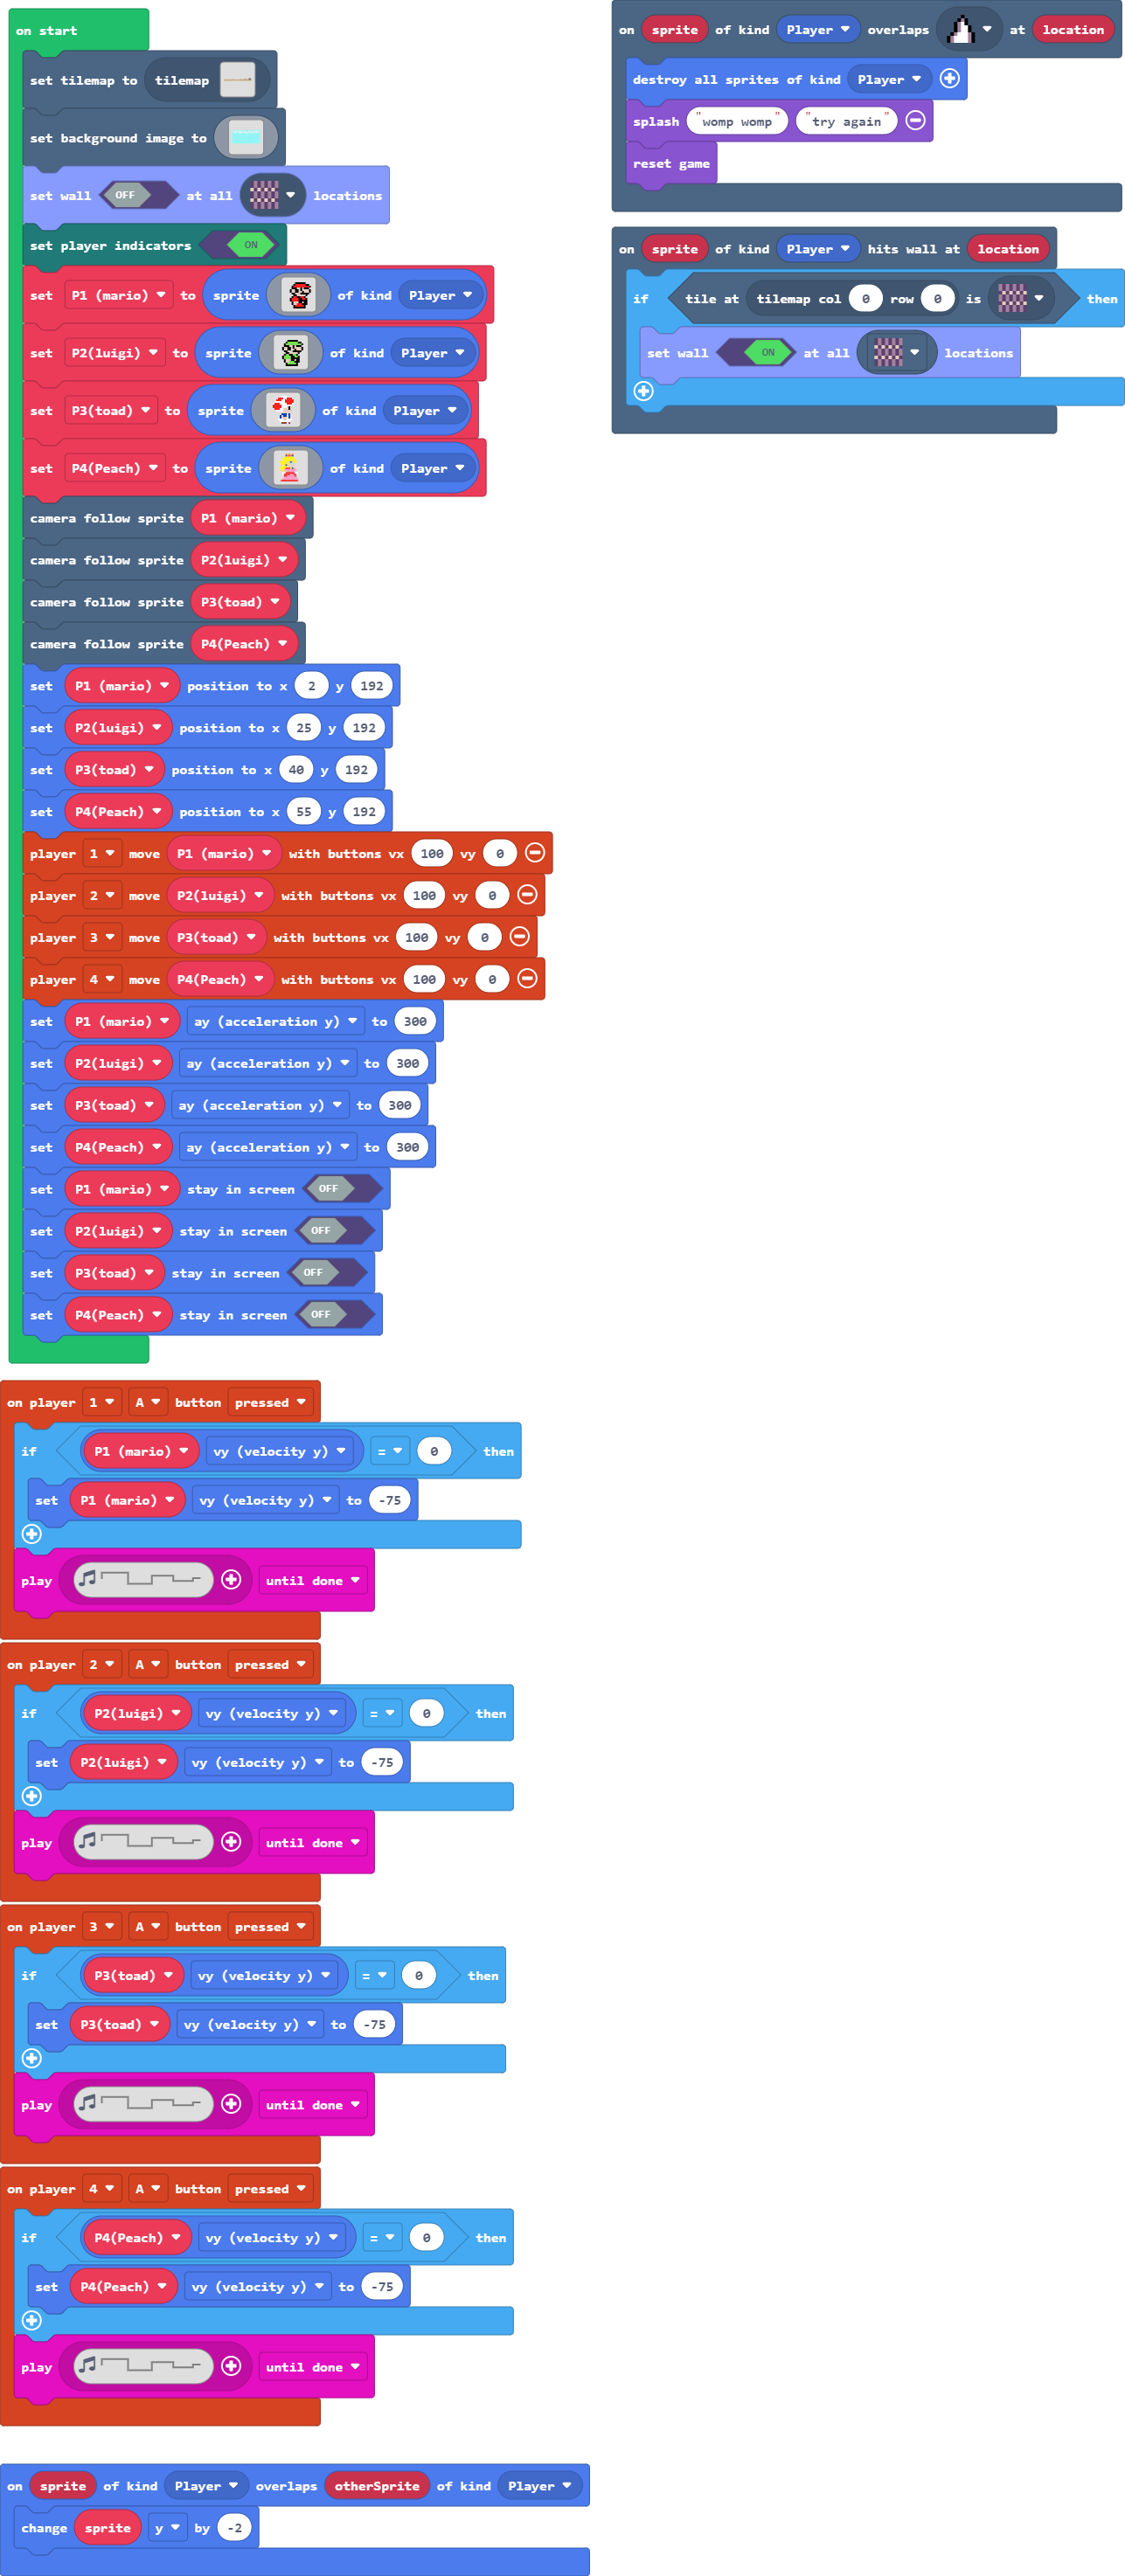 on start
set tilemap to tilemap
set background image to
set wall OFF at all locations
set player indicators ON
set P1 (mario) to sprite of kind Player
set P2(luigi) to sprite of kind Player
set P3(toad) to sprite of kind Player
set P4(Peach) to sprite of kind Player
camera follow sprite P1 (mario)
camera follow sprite P2(luigi)
camera follow sprite P3(toad)
camera follow sprite P4(Peach)
set P1 (mario) position to x 2 y 192
set P2(luigi) position to x 25 y 192
set P3(toad) position to x 40 y 192
set P4(Peach) position to x 55 y 192
player 1 move P1 (mario) with buttons vx 100 vy 0
player 2 move P2(luigi) with buttons vx 100 vy 0
player 3 move P3(toad) with buttons vx 100 vy 0
player 4 move P4(Peach) with buttons vx 100 vy 0
set P1 (mario) ay (acceleration y) to 300
set P2(luigi) ay (acceleration y) to 300
set P3(toad) ay (acceleration y) to 300
set P4(Peach) ay (acceleration y) to 300
set P1 (mario) stay in screen OFF
set P2(luigi) stay in screen OFF
set P3(toad) stay in screen OFF
set P4(Peach) stay in screen OFF
on player 1 A button pressed
if P1 (mario) vy (velocity y) = 0 then
set P1 (mario) vy (velocity y) to -75
play until done
on player 2 A button pressed
if P2(luigi) vy (velocity y) = 0 then
set P2(luigi) vy (velocity y) to -75
play until done
on player 3 A button pressed
if P3(toad) vy (velocity y) = 0 then
set P3(toad) vy (velocity y) to -75
play until done
on player 4 A button pressed
if P4(Peach) vy (velocity y) = 0 then
set P4(Peach) vy (velocity y) to -75
play until done
on sprite of kind Player overlaps otherSprite of kind Player
change sprite y by -2
on sprite of kind Player overlaps at location
destroy all sprites of kind Player
splash "womp womp" "try again"
reset game
on sprite of kind Player hits wall at location
if tile at tilemap col 0 row 0 is then
set wall ON at all locations